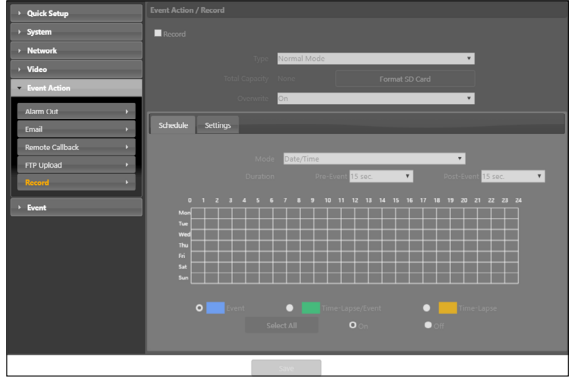 Quick Setup
System
Network
Video
Event Action
Alarm Out
Email
Remote Callback
FTP Upload
Record
Event
Event Action / Record
Record
Type Normal Mode
Total Capacity None Format SD Card
Overwrite On
Schedule Settings
Mode Date/Time
Duration Pre-Event 15 sec. Post-Event 15 sec.
0 1 2 3 4 5 6 7 8 9 10 11 12 13 14 15 16 17 18 19 20 21 22 23 24
Mon
Tue
Wed
Thu
Fri
Sat
Sun
Event Time-Lapse/Event Time-Lapse
Select All On Off
Save